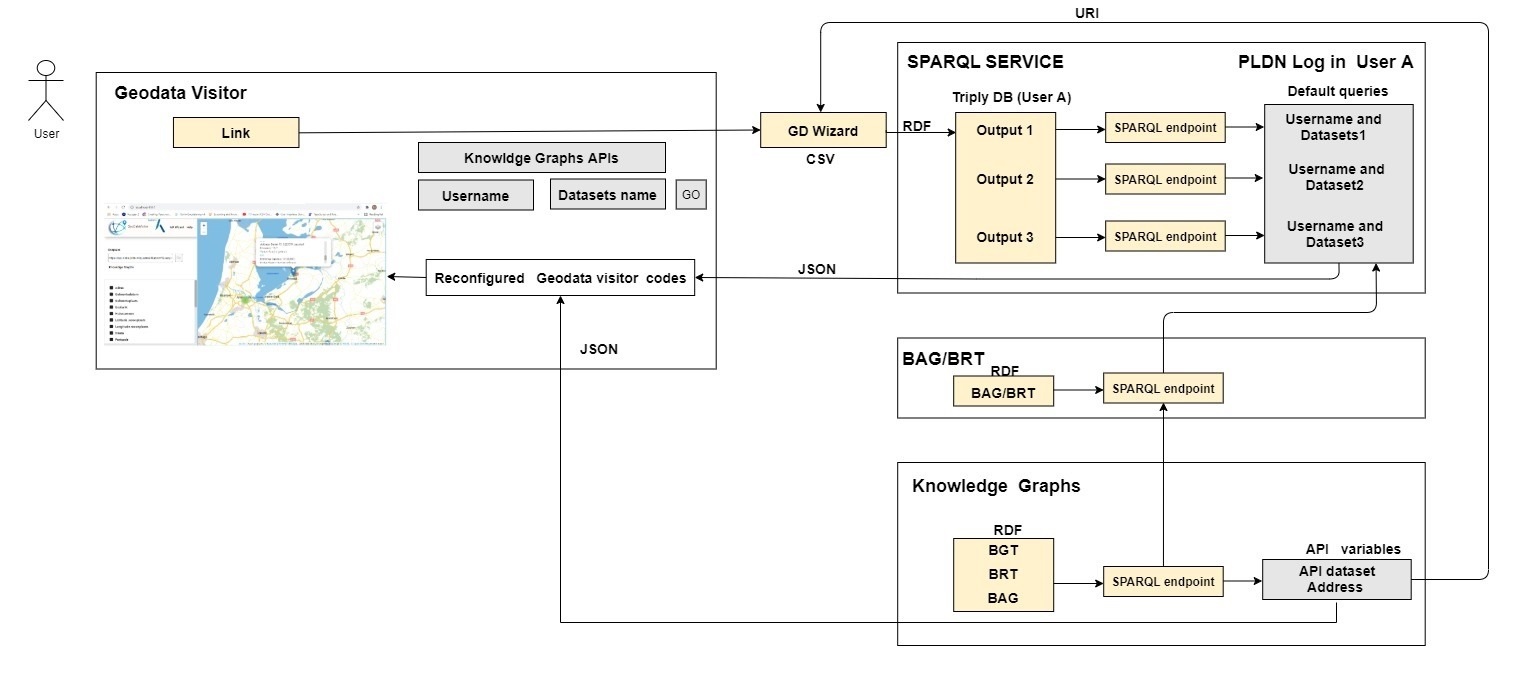 URI
SPARQL SERVICE
PLDN Log in User A
Geodata Visitor
Triply DB (User A)
Default queries
User
Link
GD Wizard
CSV
RDF
Output 1
SPARQL endpoint
Username and
Datasets1
Knowldge Graphs APIs
Output 2
SPARQL endpoint
Username and
Dataset2
Username
Datasets name
GO
Output 3
SPARQL endpoint
Username and
Dataset3
Reconfigured Geodata visitor codes
JSON
JSON
BAG/BRT
RDF
BAG/BRT
SPARQL endpoint
Knowledge Graphs
RDF
BGT
BRT
BAG
SPARQL endpoint
API variables
API dataset
Address